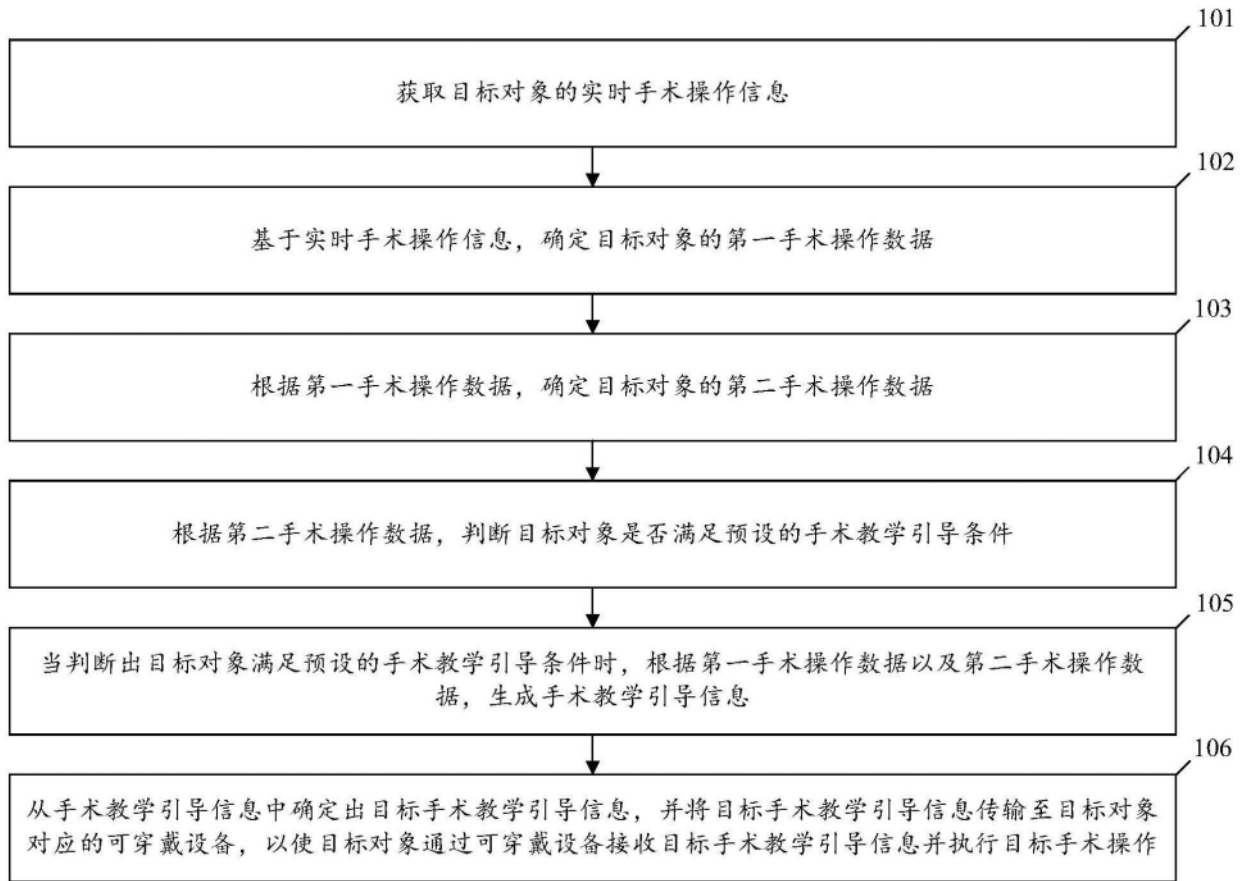 101
获取目标对象的实时手术操作信息
102
基于实时手术操作信息，确定目标对象的第一手术操作数据
103
根据第一手术操作数据，确定目标对象的第二手术操作数据
104
根据第二手术操作数据，判断目标对象是否满足预设的手术教学引导条件
105
当判断出目标对象满足预设的手术教学引导条件时，根据第一手术操作数据以及第二手术操作数
据，生成手术教学引导信息
106
从手术教学引导信息中确定出目标手术教学引导信息，并将目标手术教学引导信息传输至目标对象
对应的可穿戴设备，以使目标对象通过可穿戴设备接收目标手术教学引导信息并执行目标手术操作